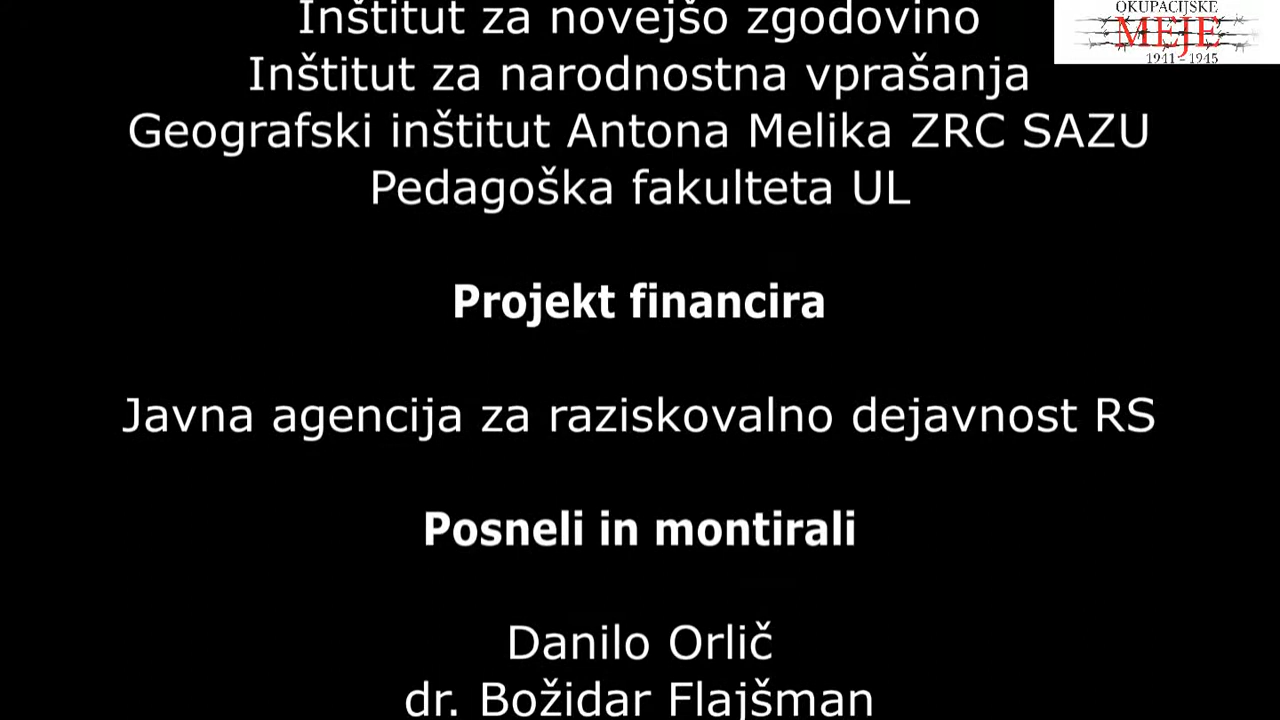 OKUPACIJSKE
MEJE
1941 - 1945
Inštitut za novejšo zgodovino
Inštitut za narodnostna vprašanja
Geografski inštitut Antona Melika ZRC SAZU
Pedagoška fakulteta UL
Projekt financira
Javna agencija za raziskovalno dejavnost RS
Posneli in montirali
Danilo Orlič
dr. Božidar Flajšman